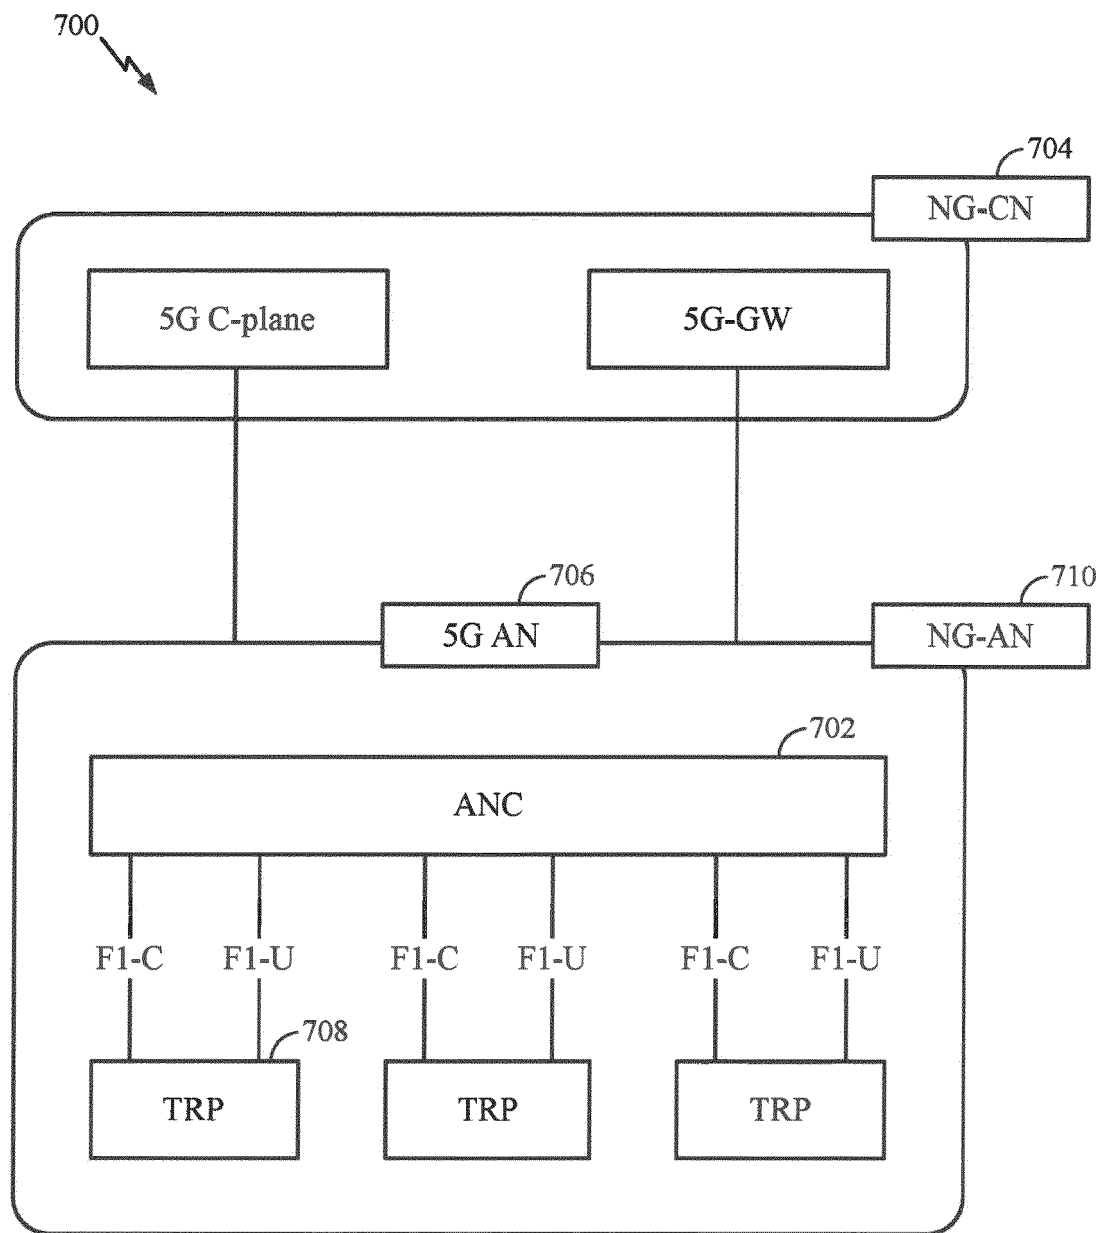 700
704
NG-CN
5G C-plane
5G-GW
706
710
5G AN
NG-AN
702
ANC
F1-C
F1-U
F1-C
F1-U
F1-C
F1-U
708
TRP
TRP
TRP